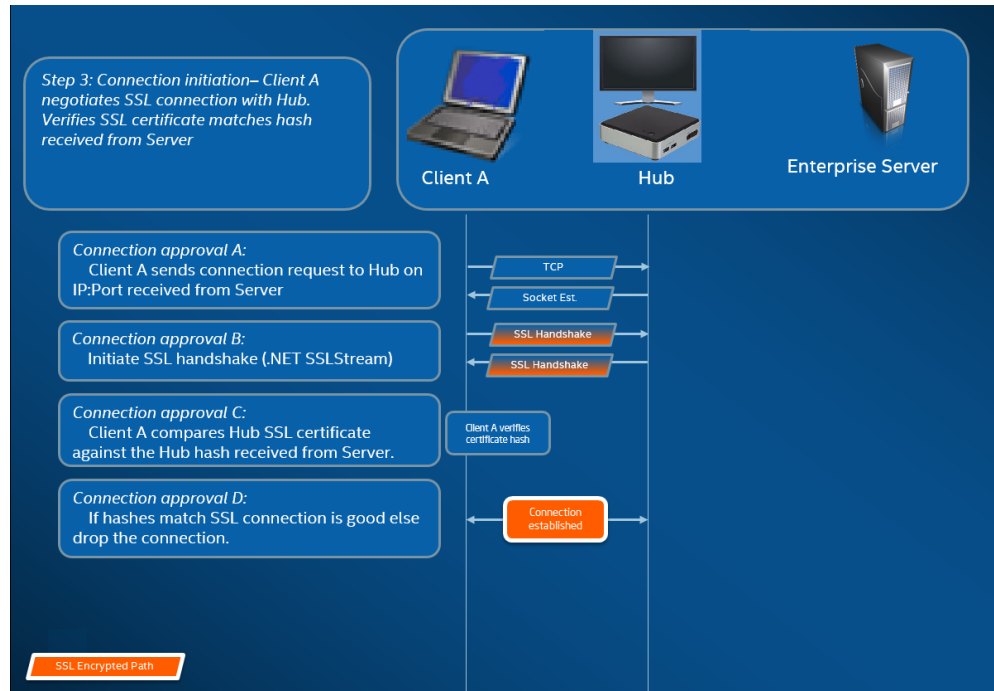 Step 3: Connection initiation– Client A
negotiates SSL connection with Hub.
Verifies SSL certificate matches hash
received from Server
Client A
Hub
Enterprise Server
Connection approval A:
Client A sends connection request to Hub on
IP:Port received from Server
TCP
Socket Est.
Connection approval B:
Initiate SSL handshake (.NET SSLStream)
SSL Handshake
SSL Handshake
Connection approval C:
Client A compares Hub SSL certificate
against the Hub hash received from Server.
Client A verifies
certificate hash
Connection approval D:
If hashes match SSL connection is good else
drop the connection.
Connection
established
SSL Encrypted Path